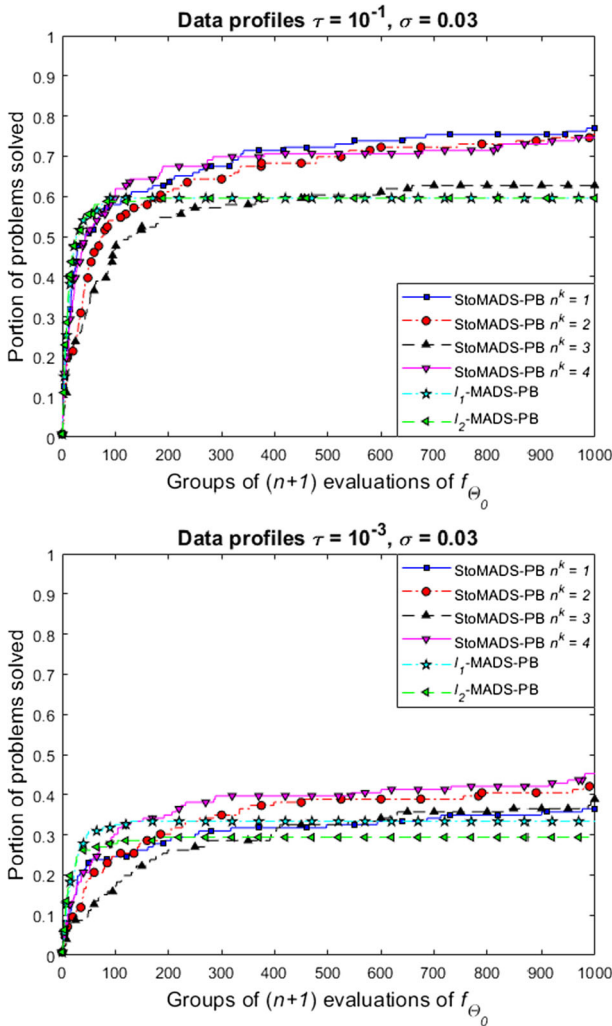 Data profiles τ = 10⁻¹, σ = 0.03
Portion of problems solved
1
0.9
0.8
0.7
0.6
0.5
0.4
0.3
0.2
0.1
0
StoMADS-PB nᵏ = 1
StoMADS-PB nᵏ = 2
StoMADS-PB nᵏ = 3
StoMADS-PB nᵏ = 4
l₁-MADS-PB
l₂-MADS-PB
0 100 200 300 400 500 600 700 800 900 1000
Groups of (n+1) evaluations of f_Θ₀
Data profiles τ = 10⁻³, σ = 0.03
Portion of problems solved
1
0.9
0.8
0.7
0.6
0.5
0.4
0.3
0.2
0.1
0
StoMADS-PB nᵏ = 1
StoMADS-PB nᵏ = 2
StoMADS-PB nᵏ = 3
StoMADS-PB nᵏ = 4
l₁-MADS-PB
l₂-MADS-PB
0 100 200 300 400 500 600 700 800 900 1000
Groups of (n+1) evaluations of f_Θ₀